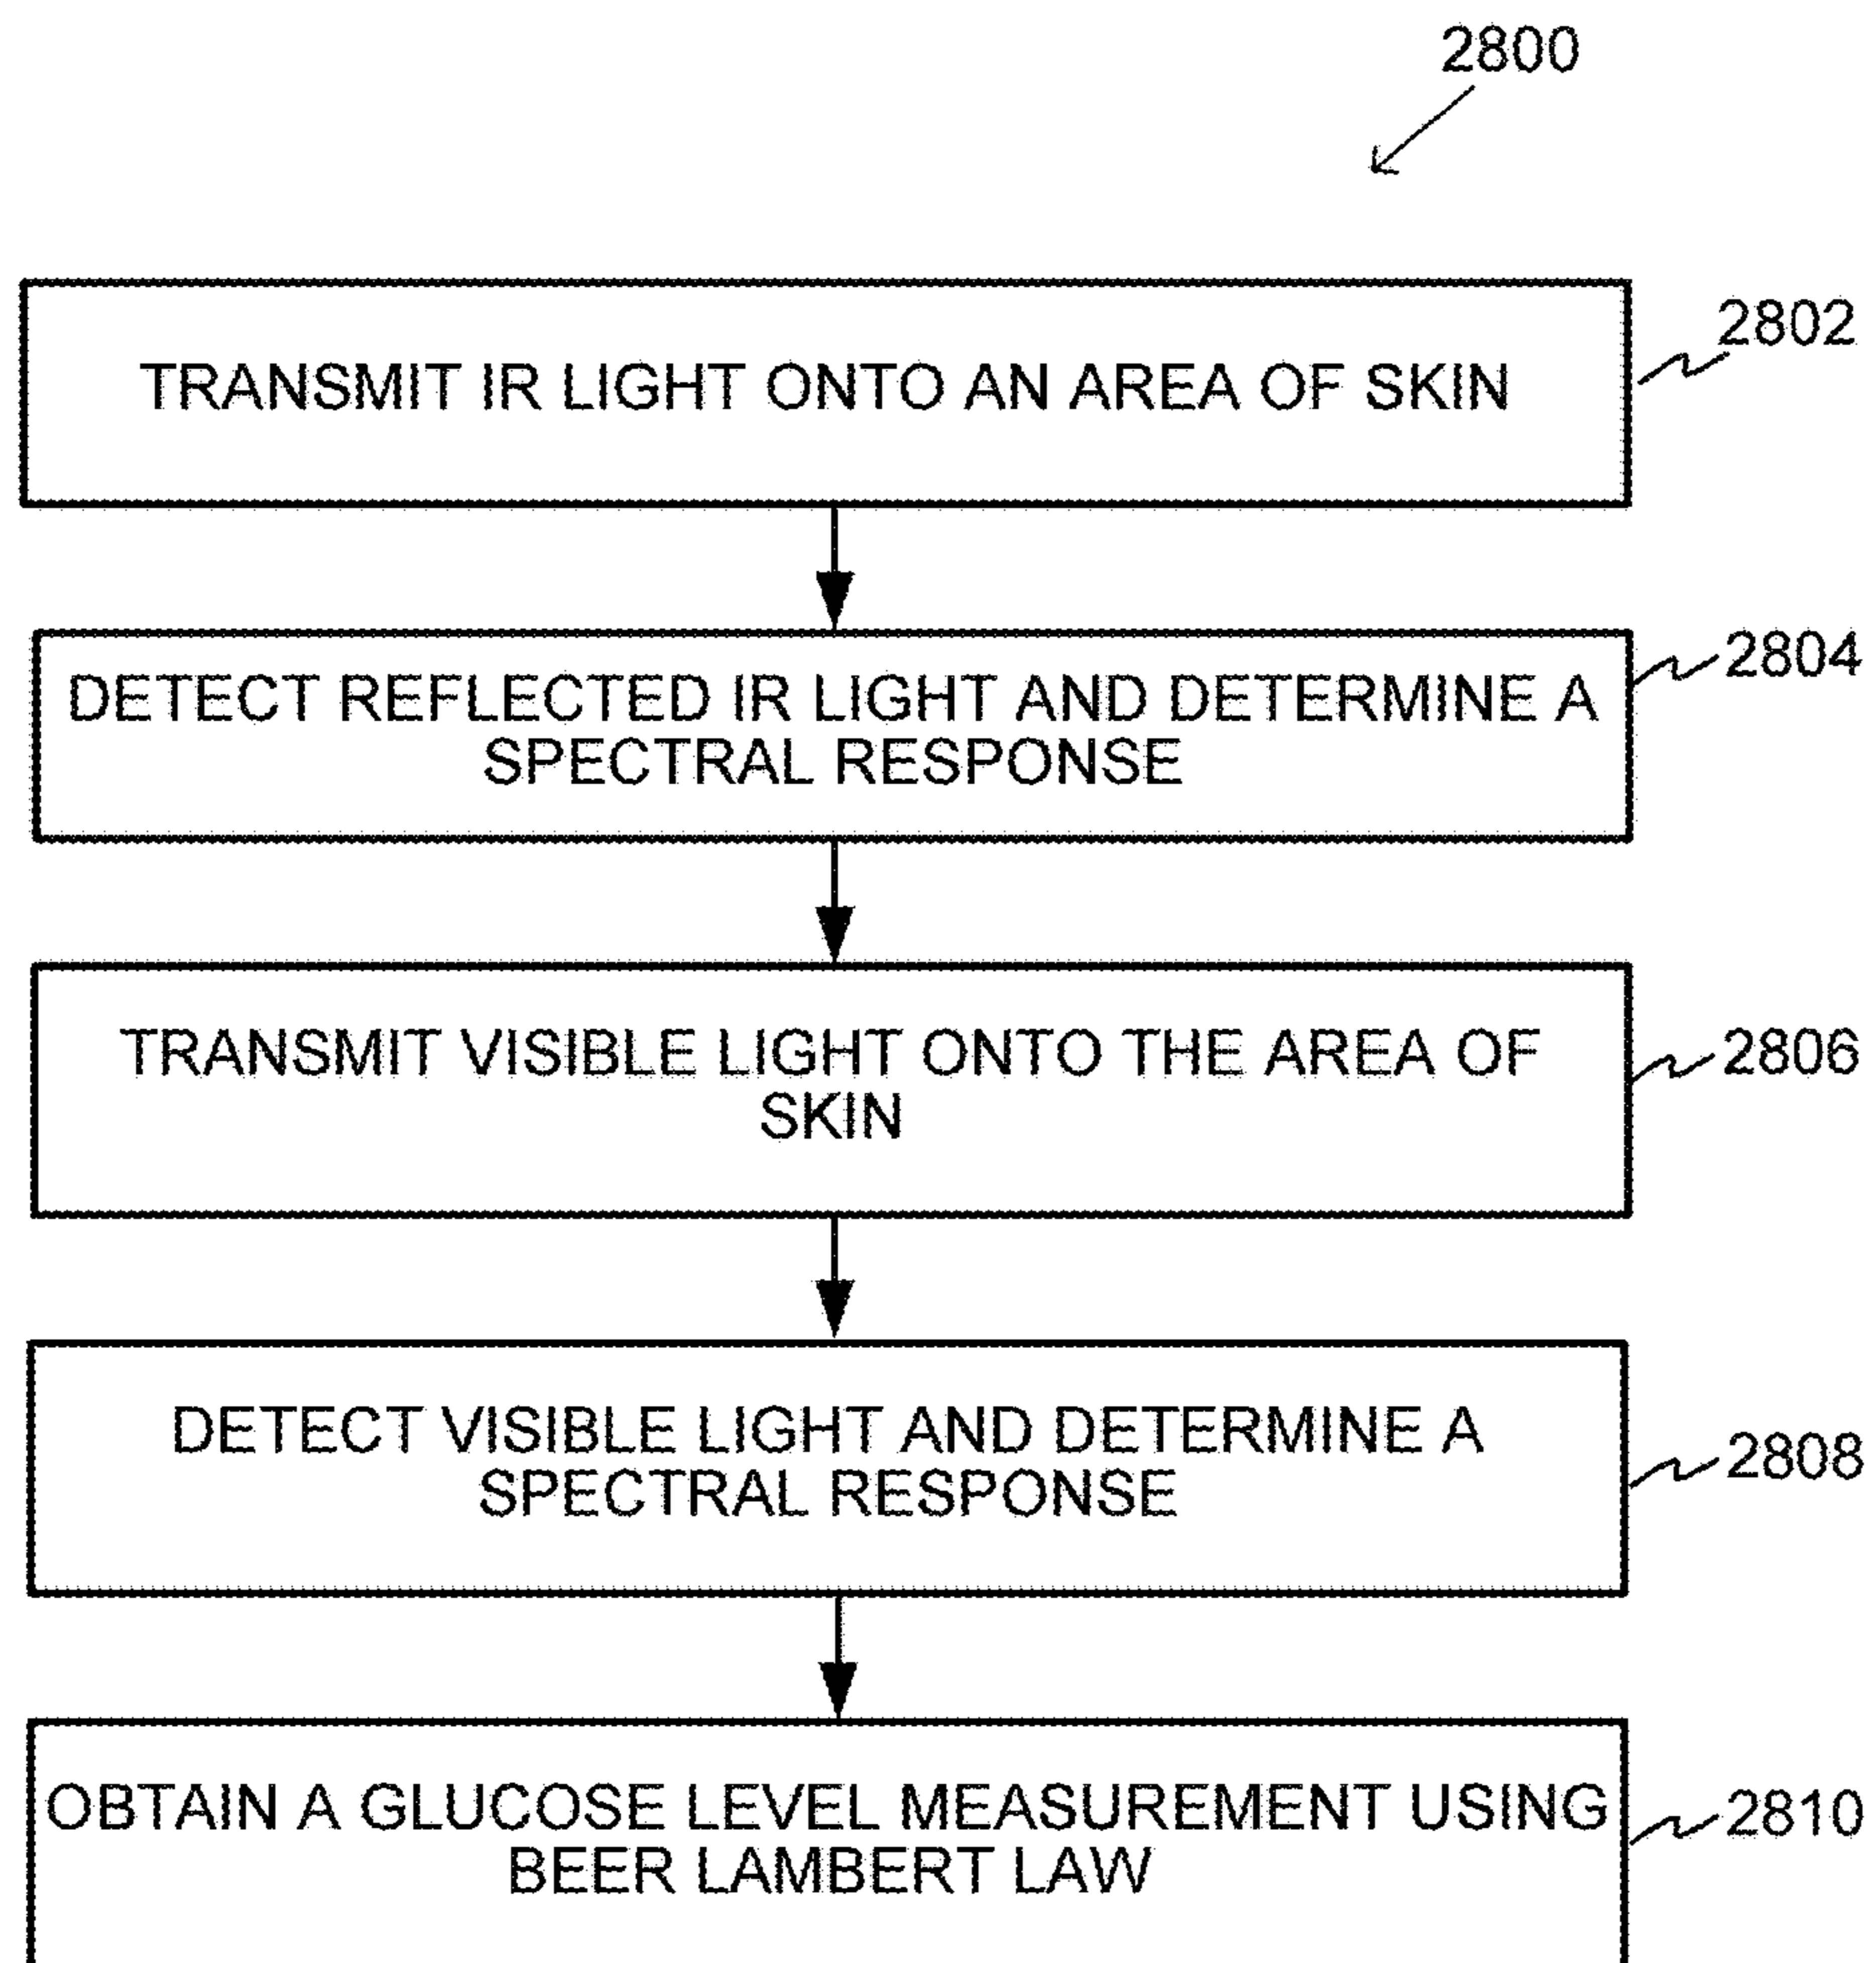 2800
TRANSMIT IR LIGHT ONTO AN AREA OF SKIN
2802
DETECT REFLECTED IR LIGHT AND DETERMINE A
SPECTRAL RESPONSE
2804
TRANSMIT VISIBLE LIGHT ONTO THE AREA OF
SKIN
2806
DETECT VISIBLE LIGHT AND DETERMINE A
SPECTRAL RESPONSE
2808
OBTAIN A GLUCOSE LEVEL MEASUREMENT USING
BEER LAMBERT LAW
2810